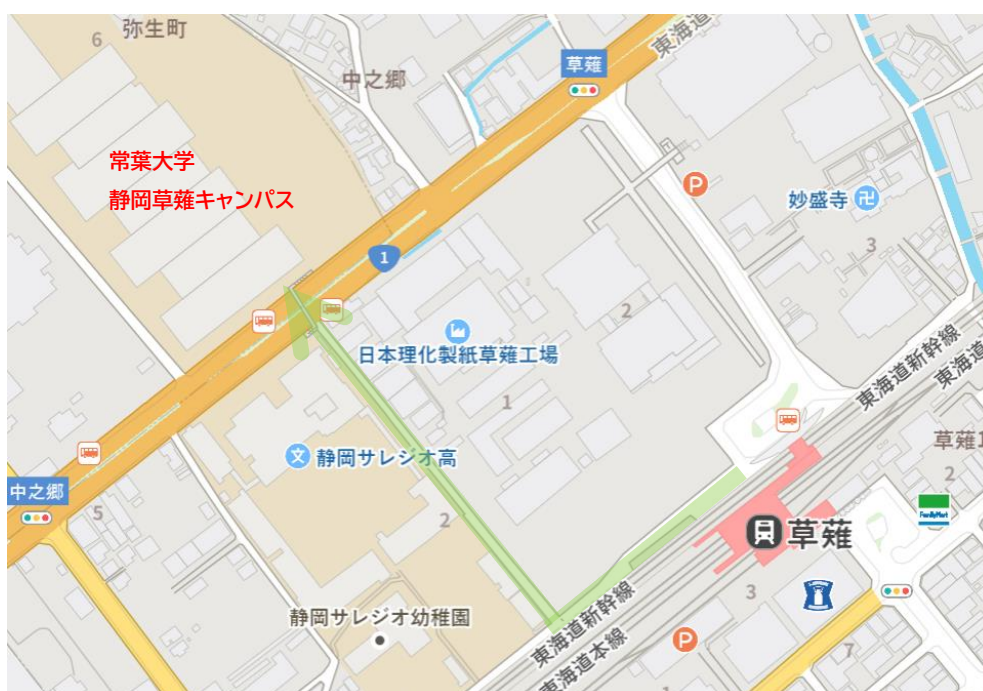 弥生町
6
中之郷
草薙
東海道
常葉大学
静岡草薙キャンパス
P
妙盛寺
卍
3
1
2
日本理化製紙草薙工場
1
東海道新幹線
東海道
文
静岡サレジオ高
中之郷
5
2
草薙
2
FamilyMart
草薙
静岡サレジオ幼稚園
東海道新幹線
東海道本線
3
P
7
1